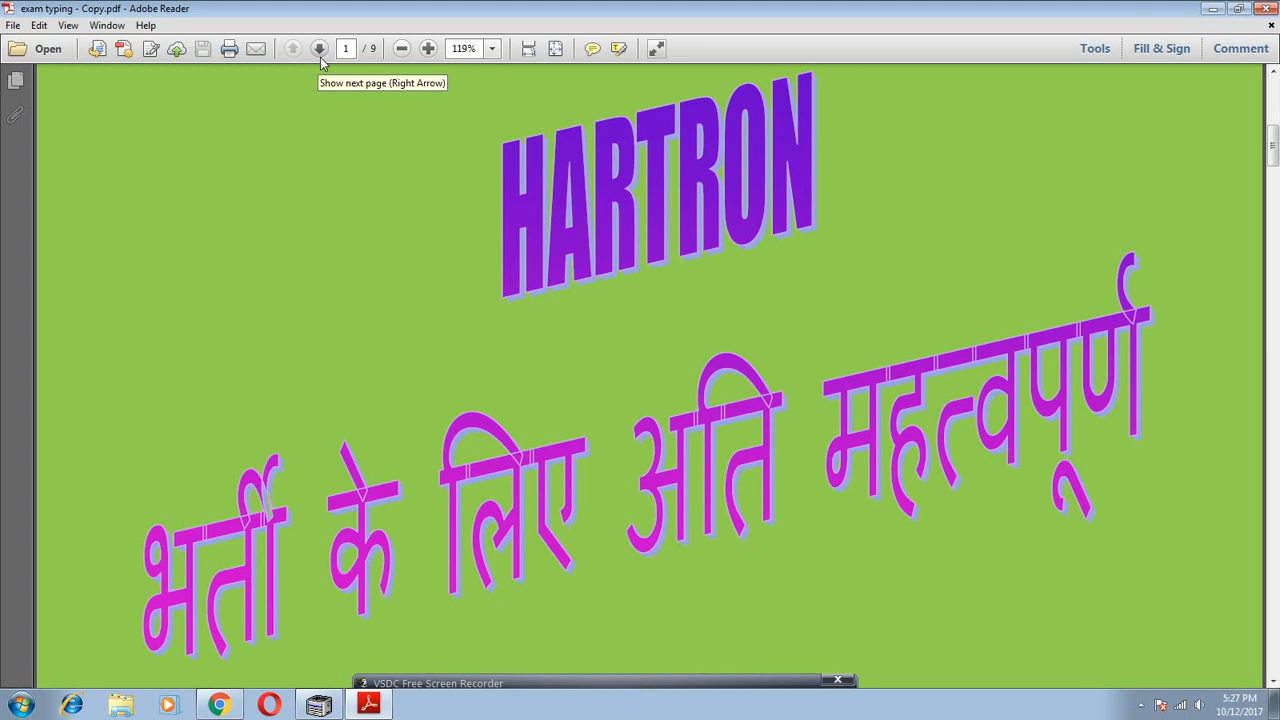 exam typing - Copy.pdf - Adobe Reader
File Edit View Window Help
Open 1 / 9 119% Tools Fill & Sign Comment
Show next page (Right Arrow)
HARTRON
भर्ती के लिए अति महत्वपूर्ण
VSDC Free Screen Recorder
5:27 PM
10/12/2017